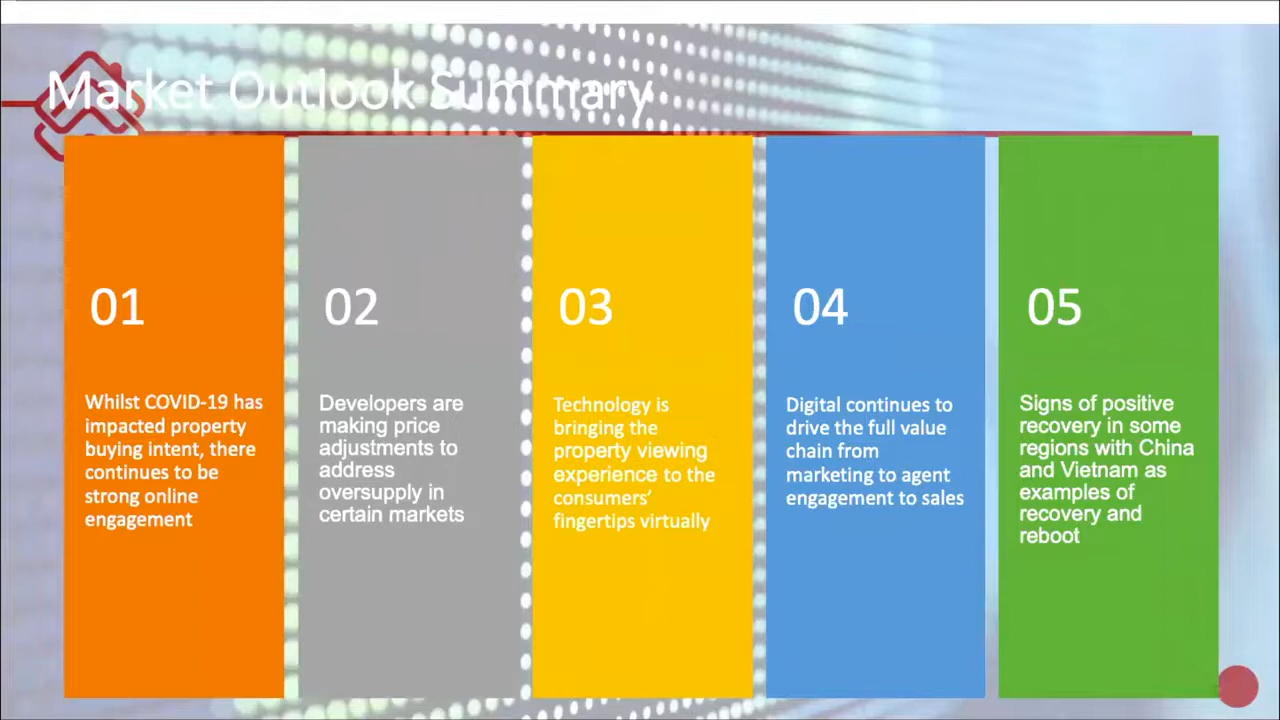 Market Outlook Summary
01
Whilst COVID-19 has
impacted property
buying intent, there
continues to be
strong online
engagement
02
Developers are
making price
adjustments to
address
oversupply in
certain markets
03
Technology is
bringing the
property viewing
experience to the
consumers’
fingertips virtually
04
Digital continues to
drive the full value
chain from
marketing to agent
engagement to sales
05
Signs of positive
recovery in some
regions with China
and Vietnam as
examples of
recovery and
reboot